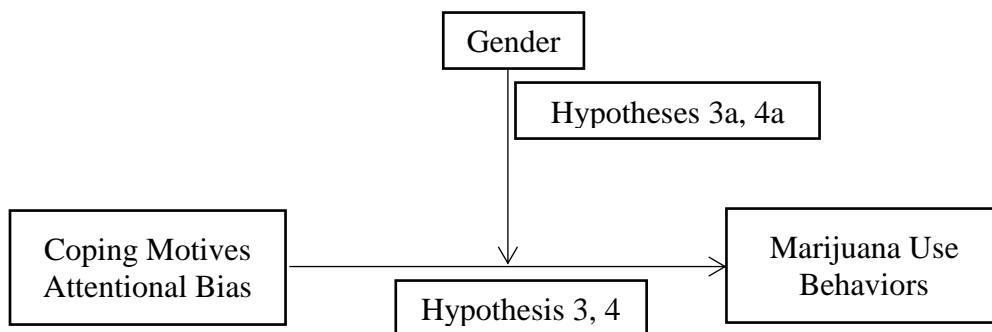 Gender
Hypotheses 3a, 4a
Coping Motives
Attentional Bias
Marijuana Use
Behaviors
Hypothesis 3, 4